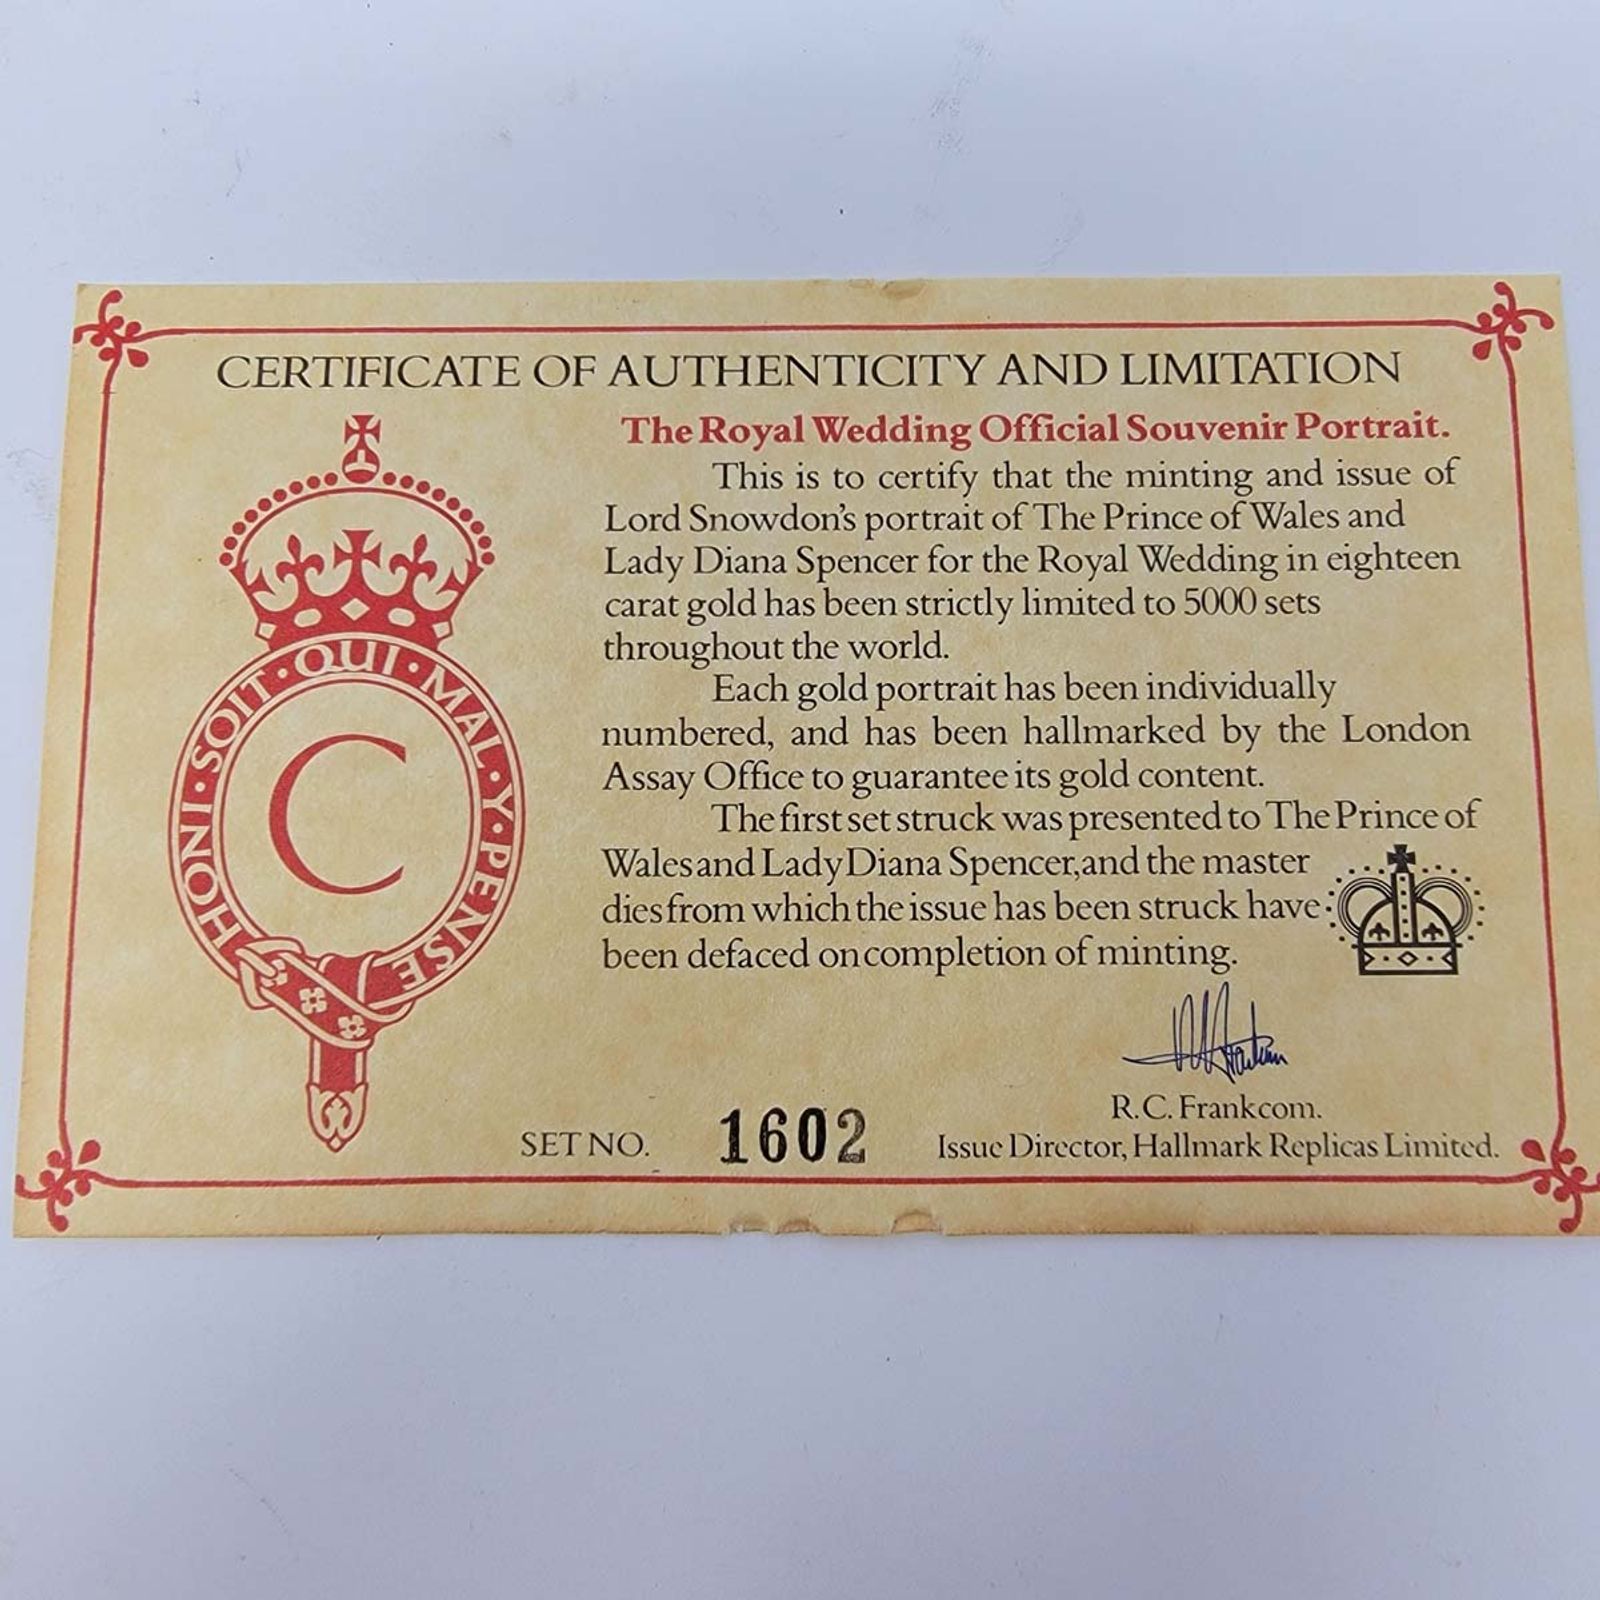 CERTIFICATE OF AUTHENTICITY AND LIMITATION
The Royal Wedding Official Souvenir Portrait.
This is to certify that the minting and issue of
Lord Snowdon's portrait of The Prince of Wales and
Lady Diana Spencer for the Royal Wedding in eighteen
carat gold has been strictly limited to 5000 sets
throughout the world.
Each gold portrait has been individually
numbered, and has been hallmarked by the London
Assay Office to guarantee its gold content.
The first set struck was presented to The Prince of
Wales and Lady Diana Spencer, and the master
dies from which the issue has been struck have
been defaced on completion of minting.
HONI · SOIT · QUI · MAL · Y · PENSE
C
R.C. Frankcom.
SET NO. 1602
Issue Director, Hallmark Replicas Limited.